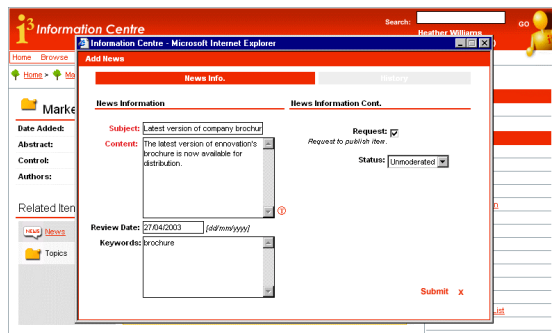 i3 Information Centre
Search:
GO
Heather Williams
Information Centre - Microsoft Internet Explorer
Home Browse
Add News
Home >
News Info.
History
News Information
News Information Cont.
Date Added:
Abstract:
Control:
Authors:
Subject: Latest version of company brochur
Content: The latest version of ennovation's
brochure is now available for
distribution.
Request:
Request to publish item.
Status: Unmoderated
Related Iten
Review Date: 27/04/2003 [dd/mm/yyyy]
Keywords: brochure
NEWS News
Topics
Submit x
List